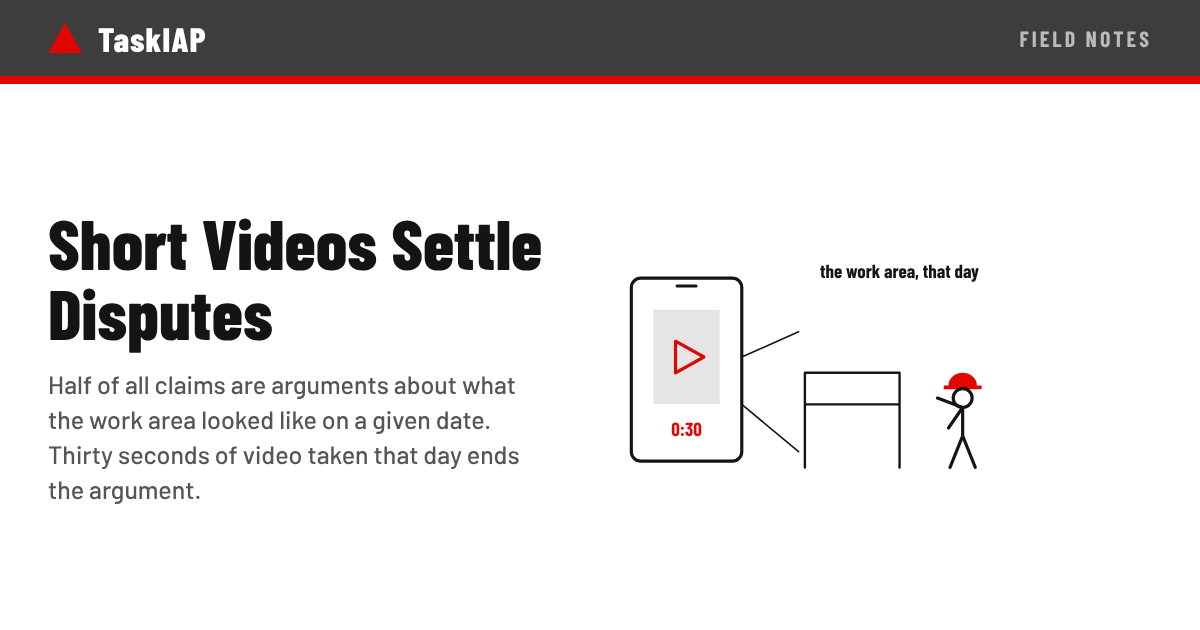 TaskIAP
FIELD NOTES
Short Videos Settle
Disputes
Half of all claims are arguments about what
the work area looked like on a given date.
Thirty seconds of video taken that day ends
the argument.
the work area, that day
0:30